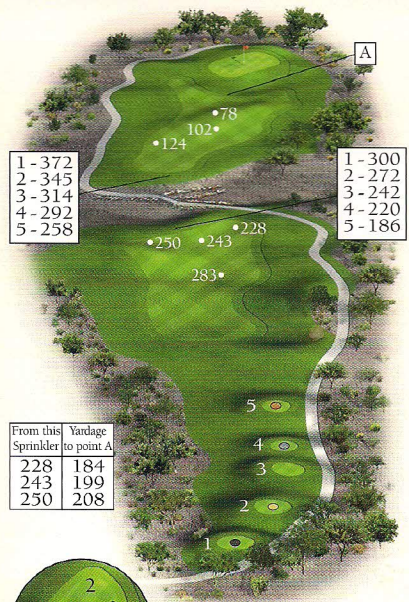 A
78
102
124
1 - 372
2 - 345
3 - 314
4 - 292
5 - 258
1 - 300
2 - 272
3 - 242
4 - 220
5 - 186
228
250
243
283
5
4
3
2
1
From this Yardage
Sprinkler to point A
228 184
243 199
250 208
2